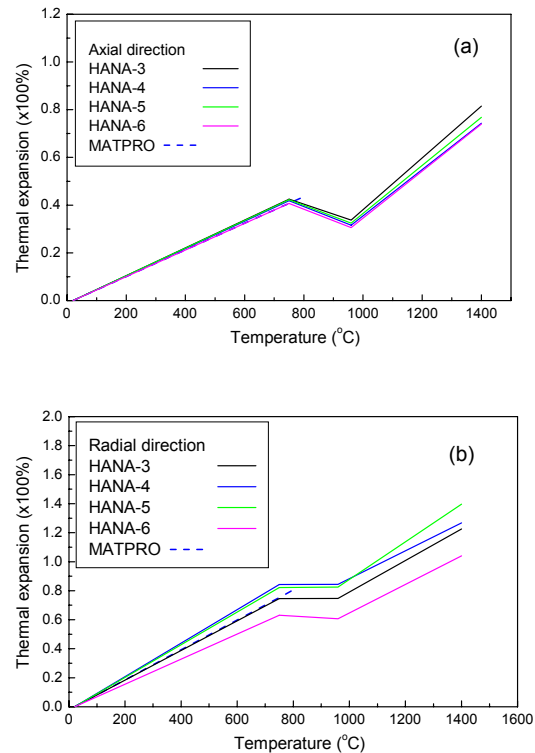 (a)
Axial direction
HANA-3
HANA-4
HANA-5
HANA-6
MATPRO
Thermal expansion (x100%)
1.2
1.0
0.8
0.6
0.4
0.2
0.0
0 200 400 600 800 1000 1200 1400
Temperature (°C)
(b)
Radial direction
HANA-3
HANA-4
HANA-5
HANA-6
MATPRO
Thermal expansion (x100%)
2.0
1.8
1.6
1.4
1.2
1.0
0.8
0.6
0.4
0.2
0.0
0 200 400 600 800 1000 1200 1400 1600
Temperature (°C)